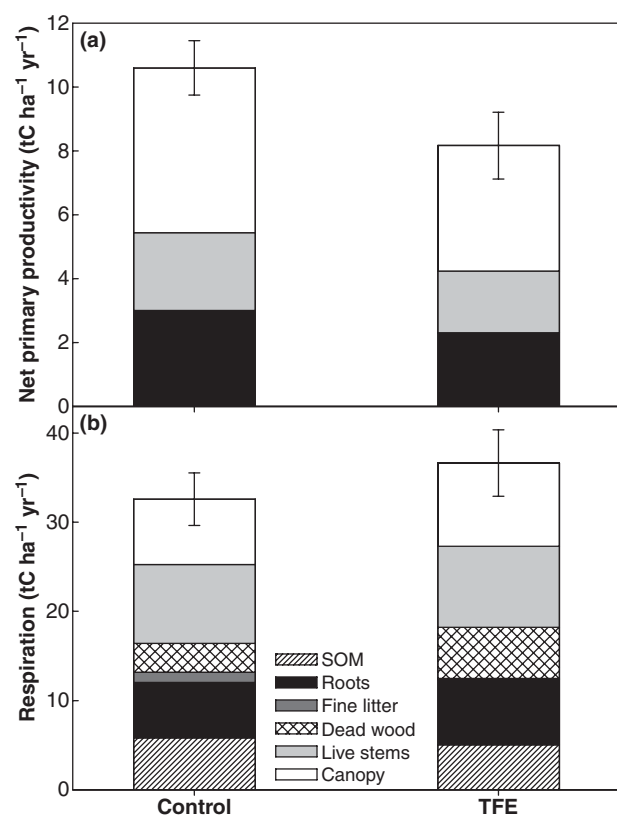 (a)
Net primary productivity (tC ha⁻¹ yr⁻¹)
12
10
8
6
4
2
0
(b)
Respiration (tC ha⁻¹ yr⁻¹)
40
30
20
10
0
SOM
Roots
Fine litter
Dead wood
Live stems
Canopy
Control
TFE